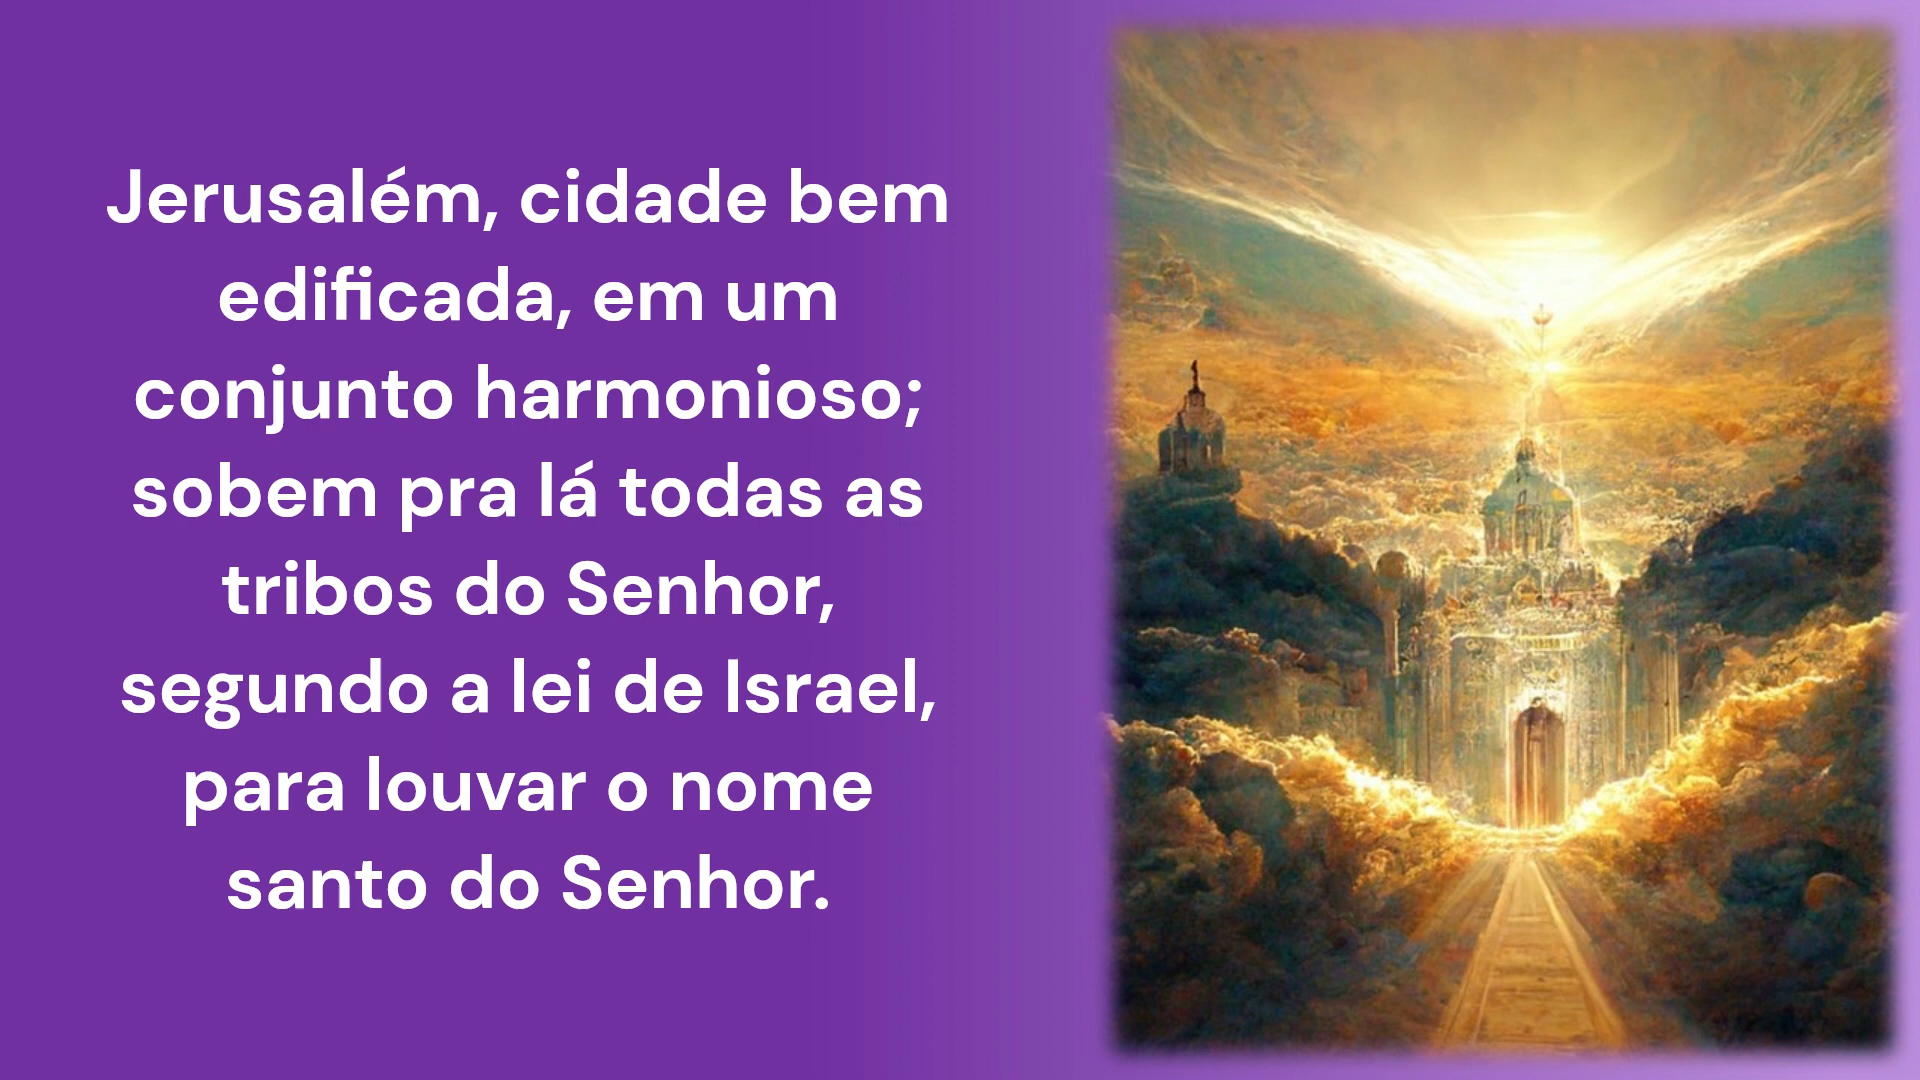 Jerusalém, cidade bem
edificada, em um
conjunto harmonioso;
sobem pra lá todas as
tribos do Senhor,
segundo a lei de Israel,
para louvar o nome
santo do Senhor.